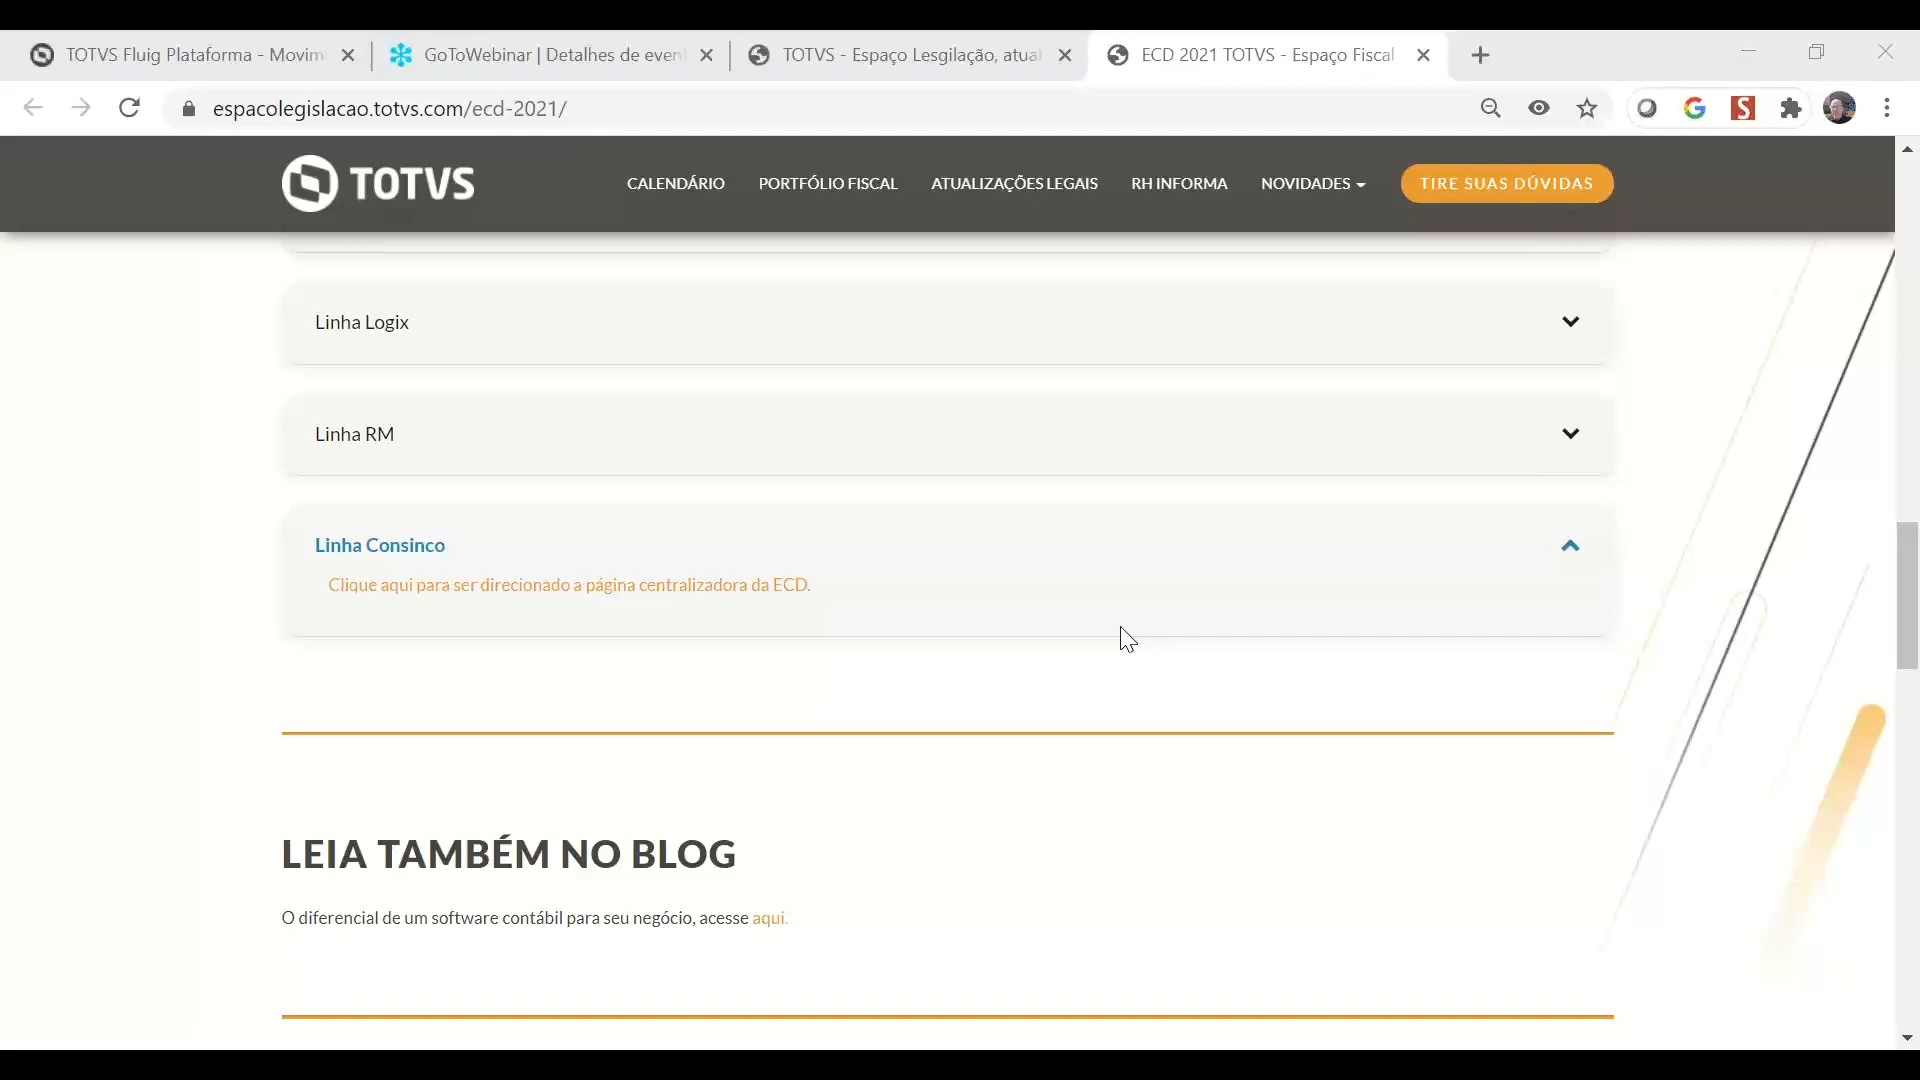 TOTVS Fluig Plataforma - Movim
GoToWebinar | Detalhes de even
TOTVS - Espaço Lesgilação, atual
ECD 2021 TOTVS - Espaço Fiscal
espacolegislacao.totvs.com/ecd-2021/
TOTVS
CALENDÁRIO
PORTFÓLIO FISCAL
ATUALIZAÇÕES LEGAIS
RH INFORMA
NOVIDADES
TIRE SUAS DÚVIDAS
Linha Logix
Linha RM
Linha Consinco
Clique aqui para ser direcionado a página centralizadora da ECD.
LEIA TAMBÉM NO BLOG
O diferencial de um software contábil para seu negócio, acesse aqui.